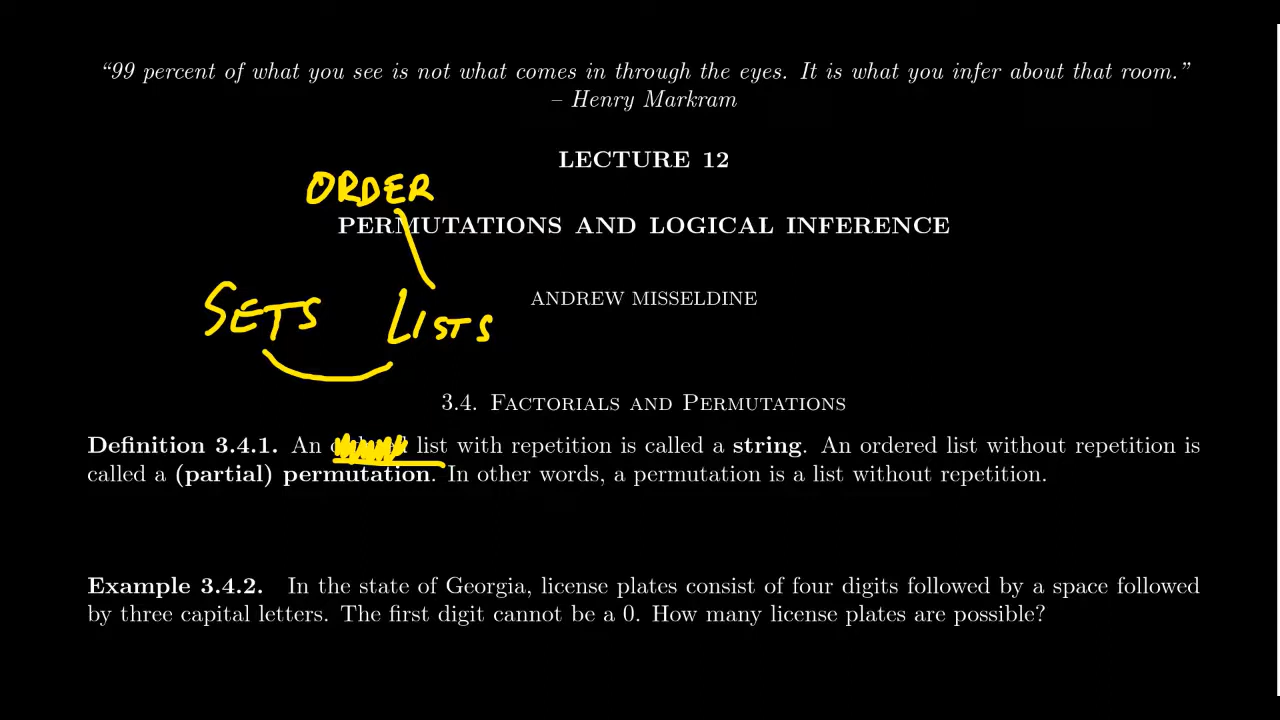 “99 percent of what you see is not what comes in through the eyes. It is what you infer about that room.”
– Henry Markram
LECTURE 12
ORDER
PERMUTATIONS AND LOGICAL INFERENCE
SETS LISTS
ANDREW MISSELDINE
3.4. Factorials and Permutations
Definition 3.4.1. An list with repetition is called a string. An ordered list without repetition is
called a (partial) permutation. In other words, a permutation is a list without repetition.
Example 3.4.2. In the state of Georgia, license plates consist of four digits followed by a space followed
by three capital letters. The first digit cannot be a 0. How many license plates are possible?